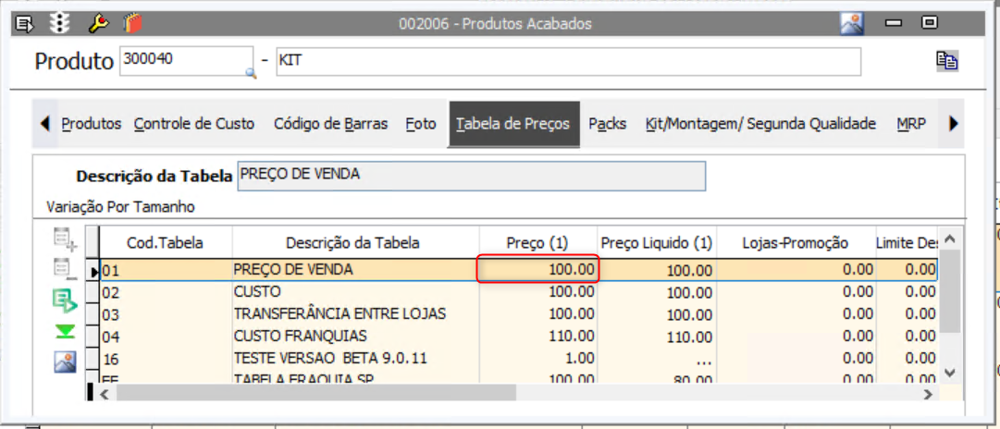 002006 - Produtos Acabados
Produto 300040 - KIT
Produtos Controle de Custo Código de Barras Foto Tabela de Preços Packs Kit/Montagem/ Segunda Qualidade MRP
Descrição da Tabela PREÇO DE VENDA
Variação Por Tamanho
Cod.Tabela Descrição da Tabela Preço (1) Preço Liquido (1) Lojas-Promoção Limite Des
01 PREÇO DE VENDA 100.00 100.00 0.00 0.00
02 CUSTO 100.00 100.00 0.00 0.00
03 TRANSFERÂNCIA ENTRE LOJAS 100.00 100.00 0.00 0.00
04 CUSTO FRANQUIAS 110.00 110.00 0.00 0.00
16 TESTE VERSAO BETA 9.0.11 1.00 ... 0.00 0.00
TABELA FRAQUIA SP 100.00 80.00 0.00 0.00